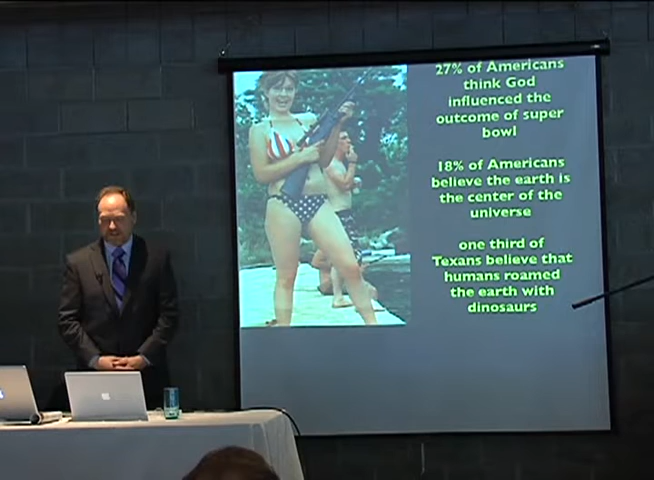 27% of Americans
think God
influenced the
outcome of super
bowl
18% of Americans
believe the earth is
the center of the
universe
one third of
Texans believe that
humans roamed
the earth with
dinosaurs